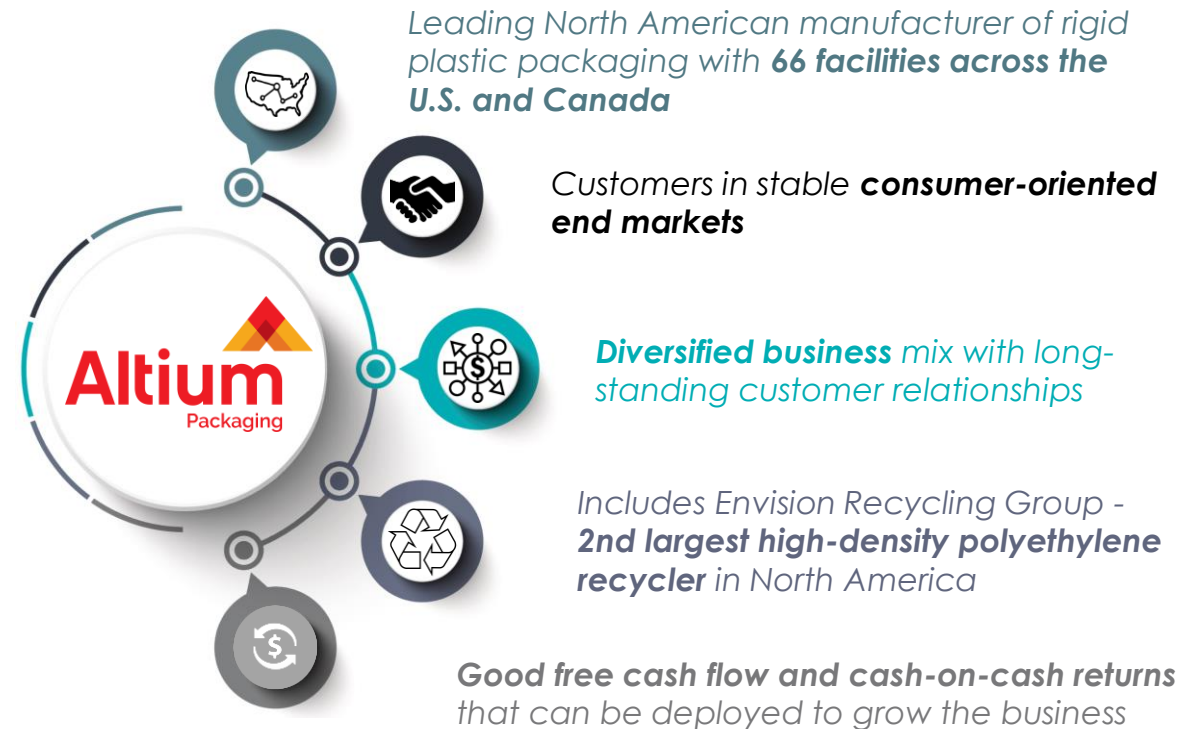 Leading North American manufacturer of rigid
plastic packaging with 66 facilities across the
U.S. and Canada
Customers in stable consumer-oriented
end markets
Altium
Packaging
$
Diversified business mix with long-
standing customer relationships
Includes Envision Recycling Group -
2nd largest high-density polyethylene
recycler in North America
$
Good free cash flow and cash-on-cash returns
that can be deployed to grow the business